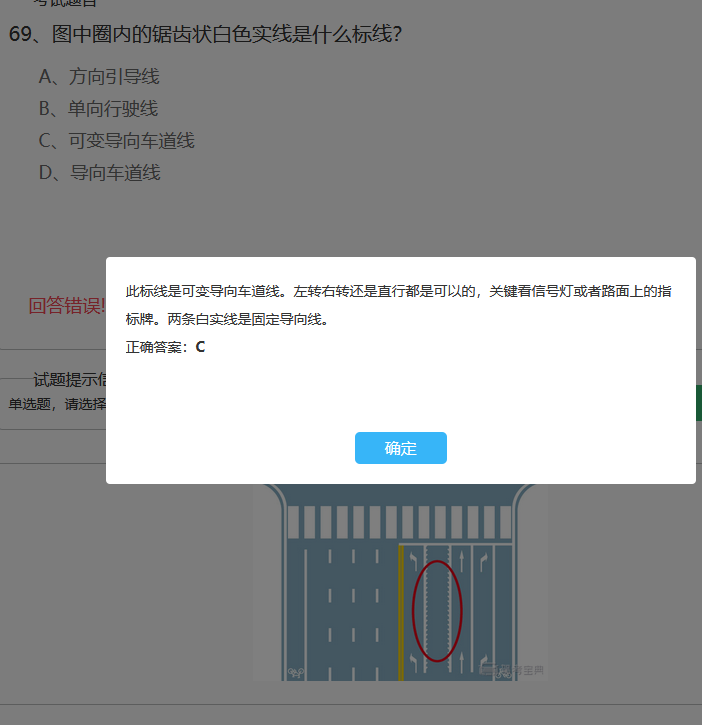 考试题目
69、图中圈内的锯齿状白色实线是什么标线？
A、方向引导线
B、单向行驶线
C、可变导向车道线
D、导向车道线
回答错误!
此标线是可变导向车道线。左转右转还是直行都是可以的，关键看信号灯或者路面上的指
标牌。两条白实线是固定导向线。
正确答案：C
试题提示信
单选题，请选择
确定